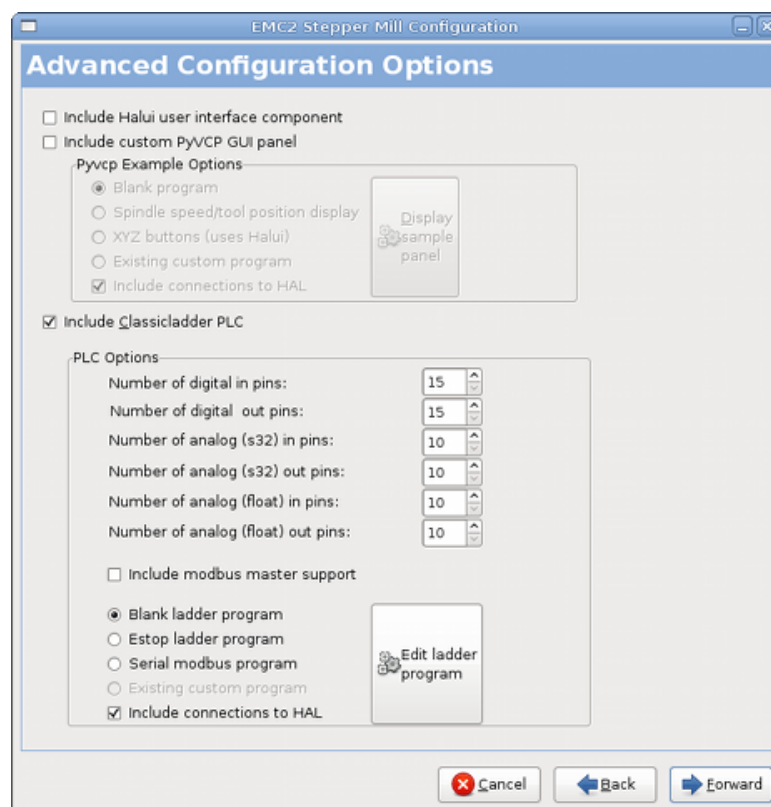 EMC2 Stepper Mill Configuration
Advanced Configuration Options
Include Halui user interface component
Include custom PyVCP GUI panel
Pyvcp Example Options
Blank program
Spindle speed/tool position display
XYZ buttons (uses Halui)
Existing custom program
Include connections to HAL
Display
sample
panel
Include Classicladder PLC
PLC Options
Number of digital in pins: 15
Number of digital out pins: 15
Number of analog (s32) in pins: 10
Number of analog (s32) out pins: 10
Number of analog (float) in pins: 10
Number of analog (float) out pins: 10
Include modbus master support
Blank ladder program
Estop ladder program
Serial modbus program
Existing custom program
Include connections to HAL
Edit ladder
program
Cancel Back Forward